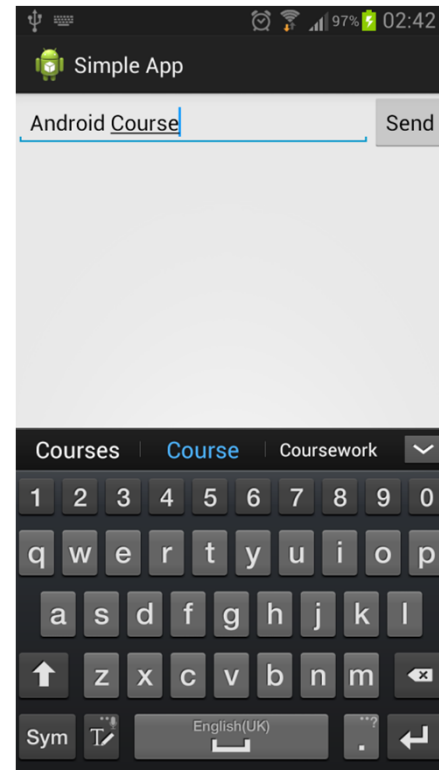 97% 02:42
Simple App
Android Course Send
Courses Course Coursework
1 2 3 4 5 6 7 8 9 0
q w e r t y u i o p
a s d f g h j k l
z x c v b n m
Sym T English(UK) . ?